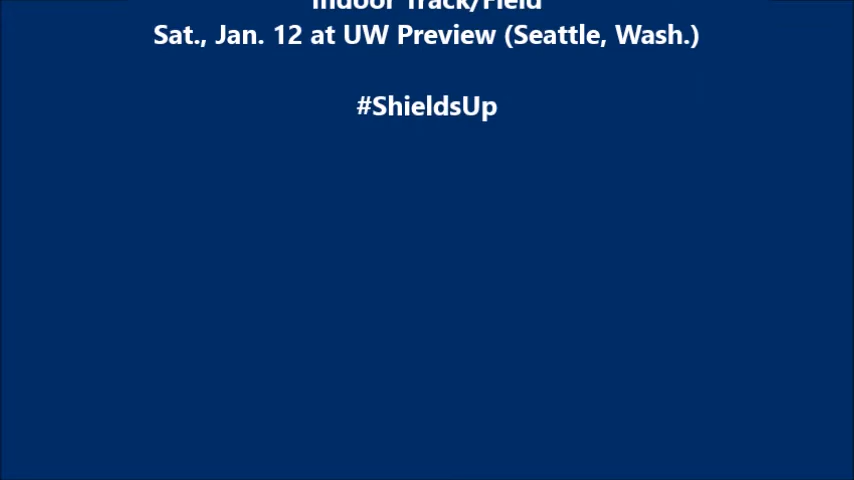 Indoor Track/Field
Sat., Jan. 12 at UW Preview (Seattle, Wash.)
#ShieldsUp